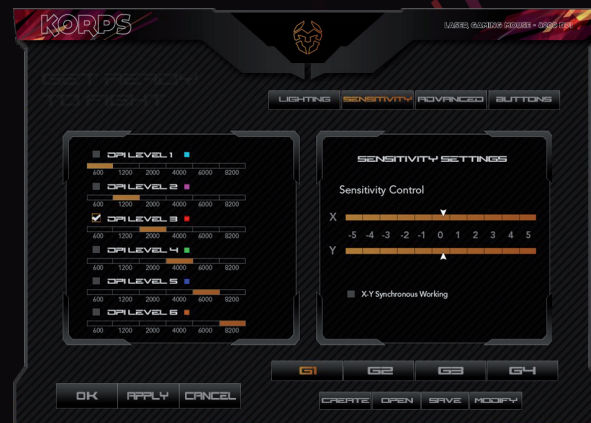 KORPS
LASER GAMING MOUSE - 8200 DPI
LIGHTING SENSITIVITY ADVANCED BUTTONS
DPI LEVEL 1
600 1200 2000 4000 6000 8200
DPI LEVEL 2
600 1200 2000 4000 6000 8200
DPI LEVEL 3
600 1200 2000 4000 6000 8200
DPI LEVEL 4
600 1200 2000 4000 6000 8200
DPI LEVEL 5
600 1200 2000 4000 6000 8200
DPI LEVEL 6
600 1200 2000 4000 6000 8200
SENSITIVITY SETTINGS
Sensitivity Control
X
-5 -4 -3 -2 -1 0 1 2 3 4 5
Y
X-Y Synchronous Working
G1 G2 G3 G4
OK APPLY CANCEL
CREATE OPEN SAVE MODIFY